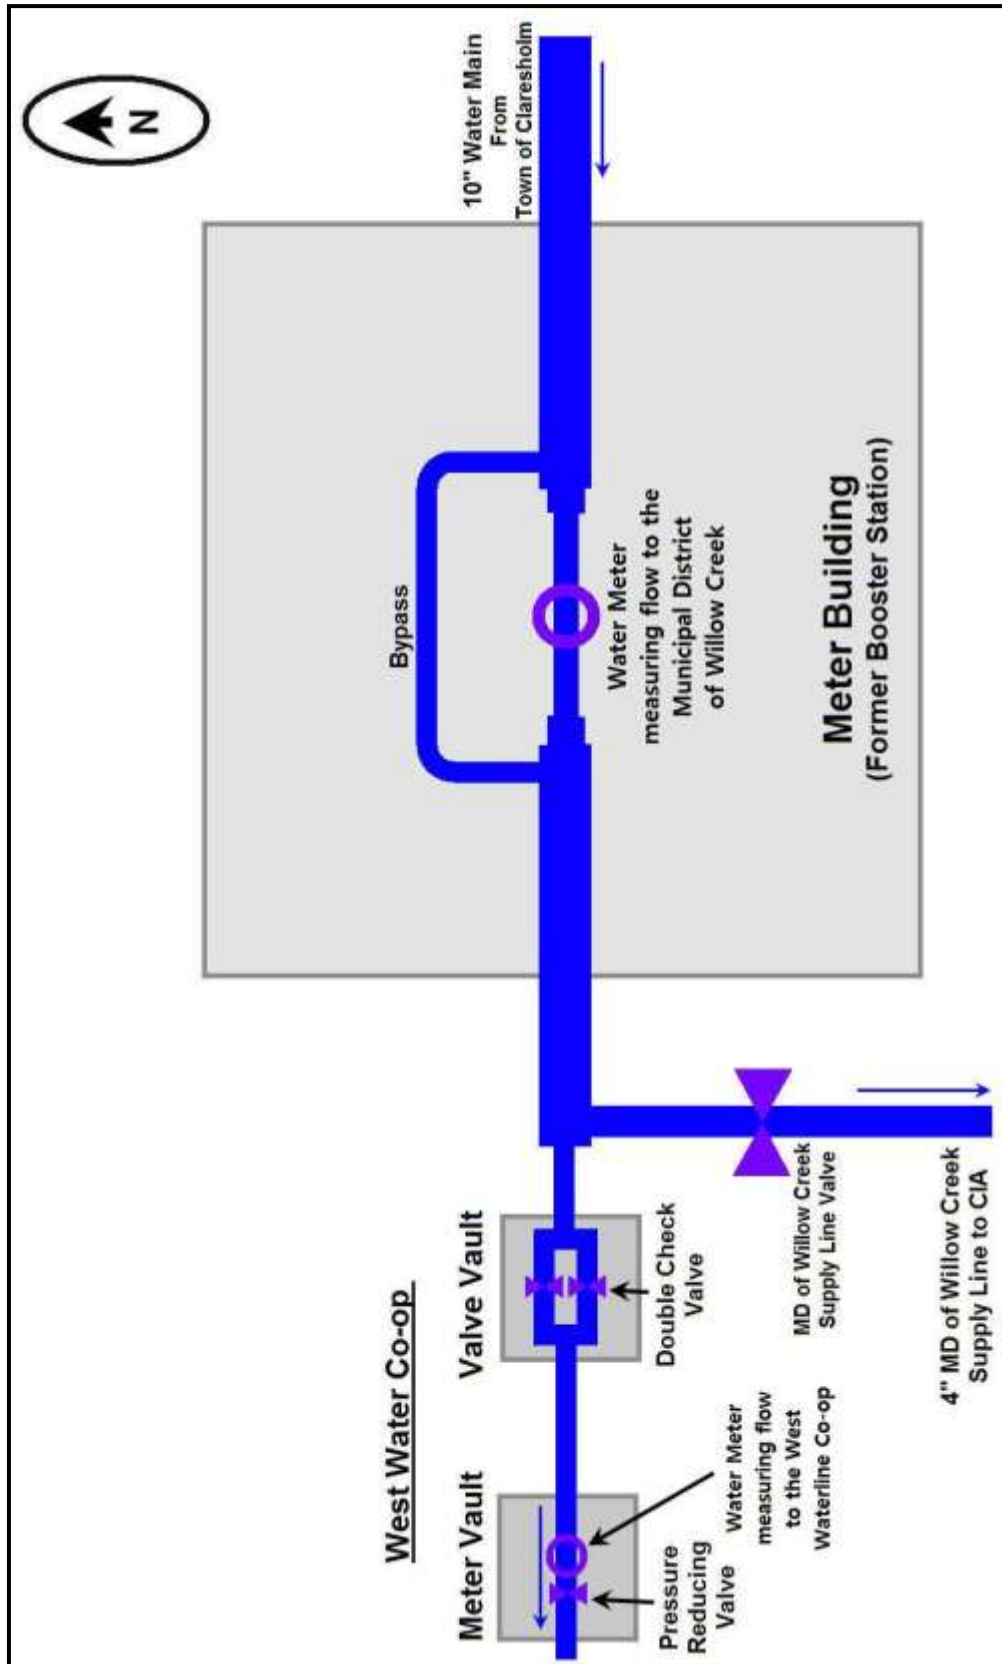 N
10" Water Main
From
Town of Claresholm
Bypass
Water Meter
measuring flow to the
Municipal District
of Willow Creek
Meter Building
(Former Booster Station)
West Water Co-op
Valve Vault
Double Check
Valve
MD of Willow Creek
Supply Line Valve
4" MD of Willow Creek
Supply Line to CIA
Meter Vault
Pressure
Reducing
Valve
Water Meter
measuring flow
to the West
Waterline Co-op